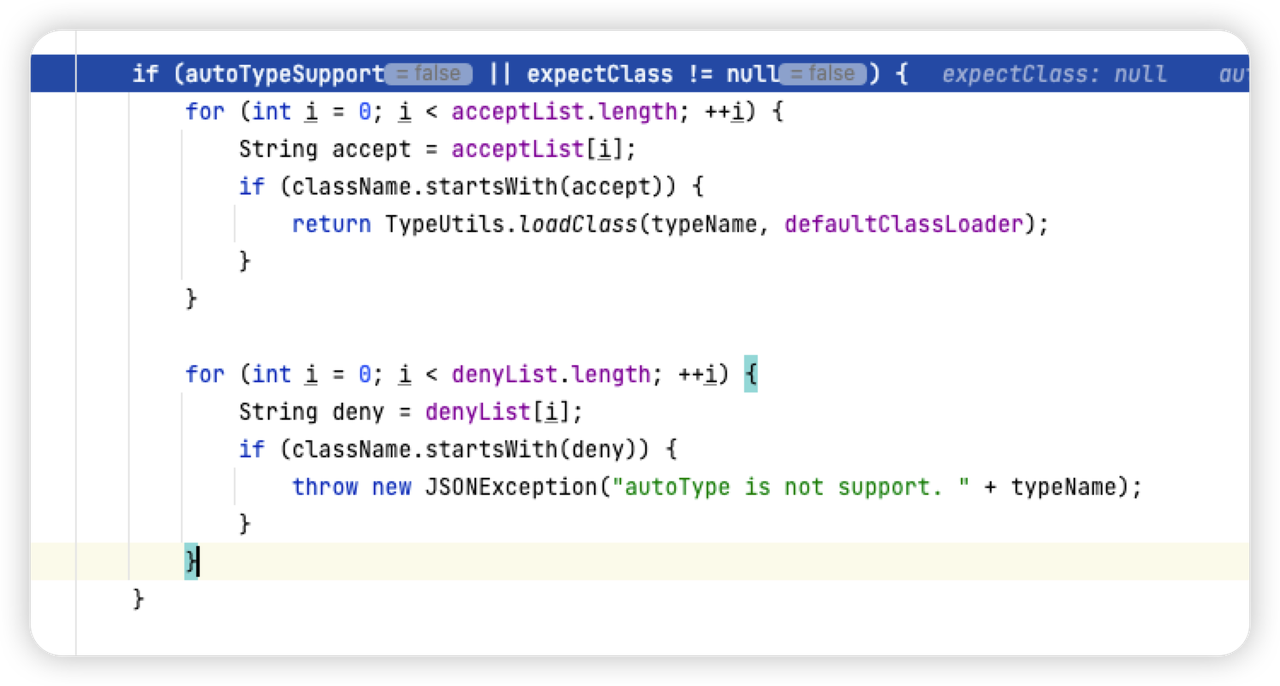 if (autoTypeSupport = false || expectClass != null = false ) { expectClass: null
for (int i = 0; i < acceptList.length; ++i) {
String accept = acceptList[i];
if (className.startsWith(accept)) {
return TypeUtils.loadClass(typeName, defaultClassLoader);
}
}
for (int i = 0; i < denyList.length; ++i) {
String deny = denyList[i];
if (className.startsWith(deny)) {
throw new JSONException("autoType is not support. " + typeName);
}
}
}